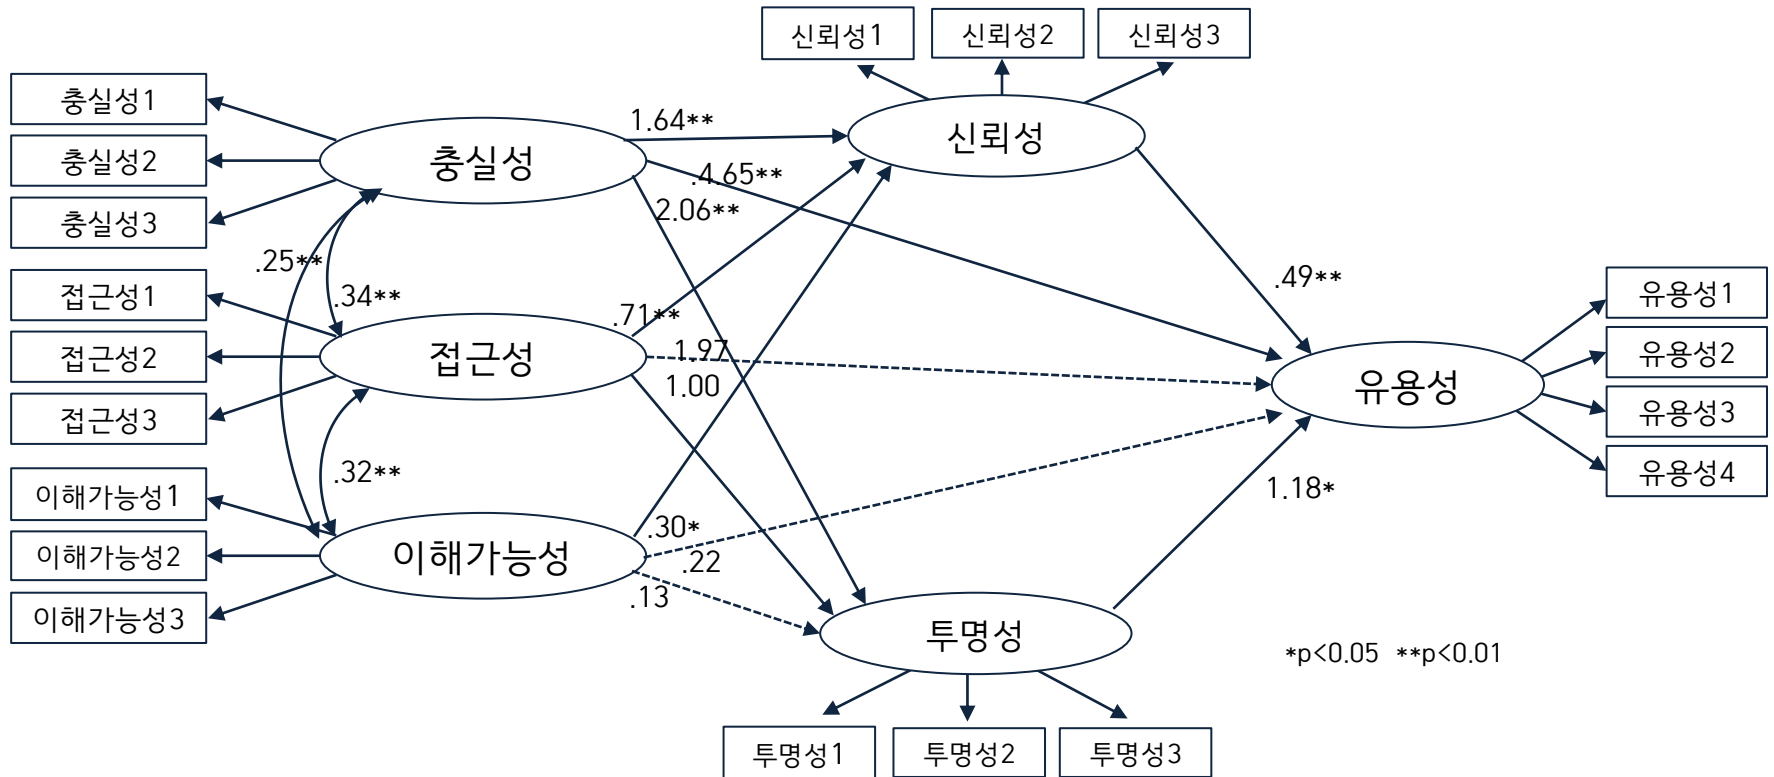 신뢰성1
신뢰성2
신뢰성3
충실성1
충실성2
충실성3
충실성
신뢰성
1.64**
.4.65**
2.06**
.25**
.34**
.49**
접근성1
접근성2
접근성3
접근성
.71**
1.97
1.00
유용성
유용성1
유용성2
유용성3
유용성4
.32**
1.18*
이해가능성1
이해가능성2
이해가능성3
이해가능성
.30*
.22
.13
투명성
*p<0.05 **p<0.01
투명성1
투명성2
투명성3